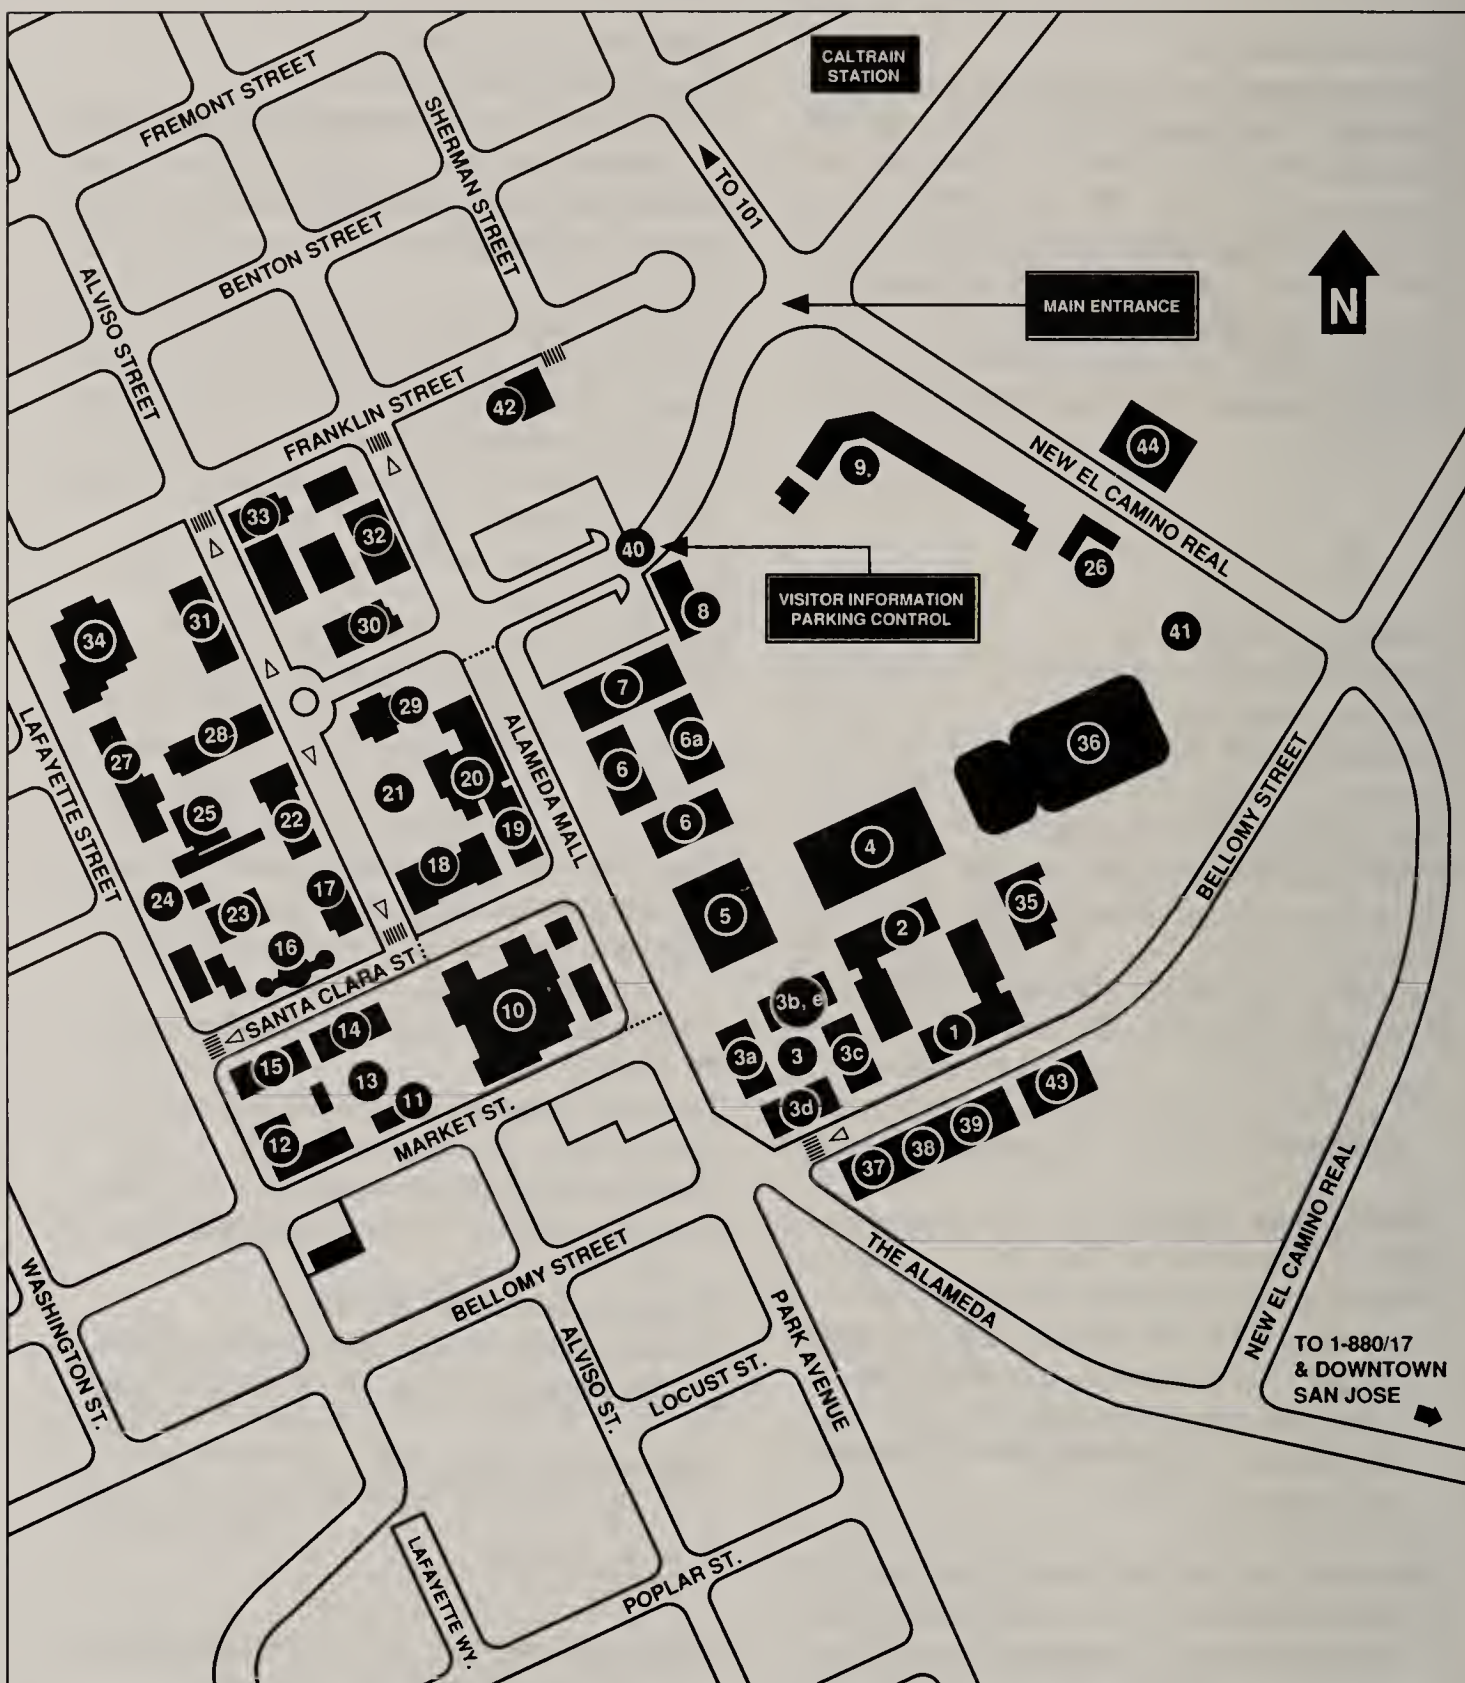 CALTRAIN
STATION
FREMONT STREET
SHERMAN STREET
TO 101
BENTON STREET
ALVISO STREET
MAIN ENTRANCE
N
FRANKLIN STREET
42
44
NEW EL CAMINO REAL
9.
33
32
40
26
VISITOR INFORMATION
PARKING CONTROL
8
30
31
34
41
7
29
28
27
6a
6
36
20
21
ALAMEDA MALL
LAFAYETTE STREET
25
22
19
6
4
BELLOMY STREET
18
17
24
23
5
35
2
16
SANTA CLARA ST.
10
3b, e
14
1
15
3a
3
3c
13
11
43
3d
12
MARKET ST.
39
38
37
NEW EL CAMINO REAL
THE ALAMEDA
BELLOMY STREET
WASHINGTON ST.
PARK AVENUE
ALVISO ST.
LOCUST ST.
TO 1-880/17
& DOWNTOWN
SAN JOSE
LAFAYETTE WY.
POPLAR ST.